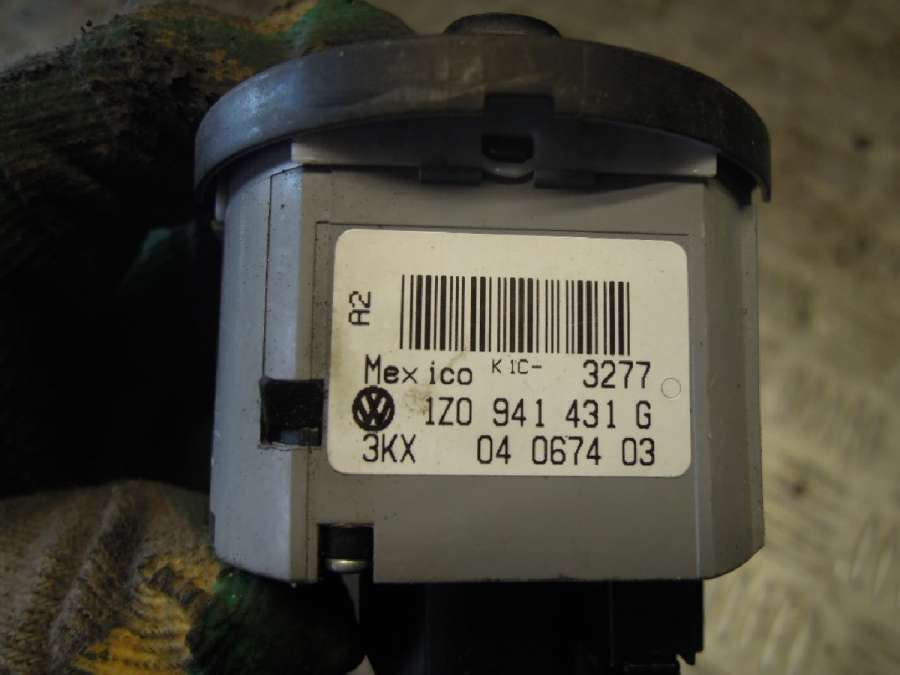 A2
Mexico K1C- 3277
1Z0 941 431 G
3KX 04 0674 03